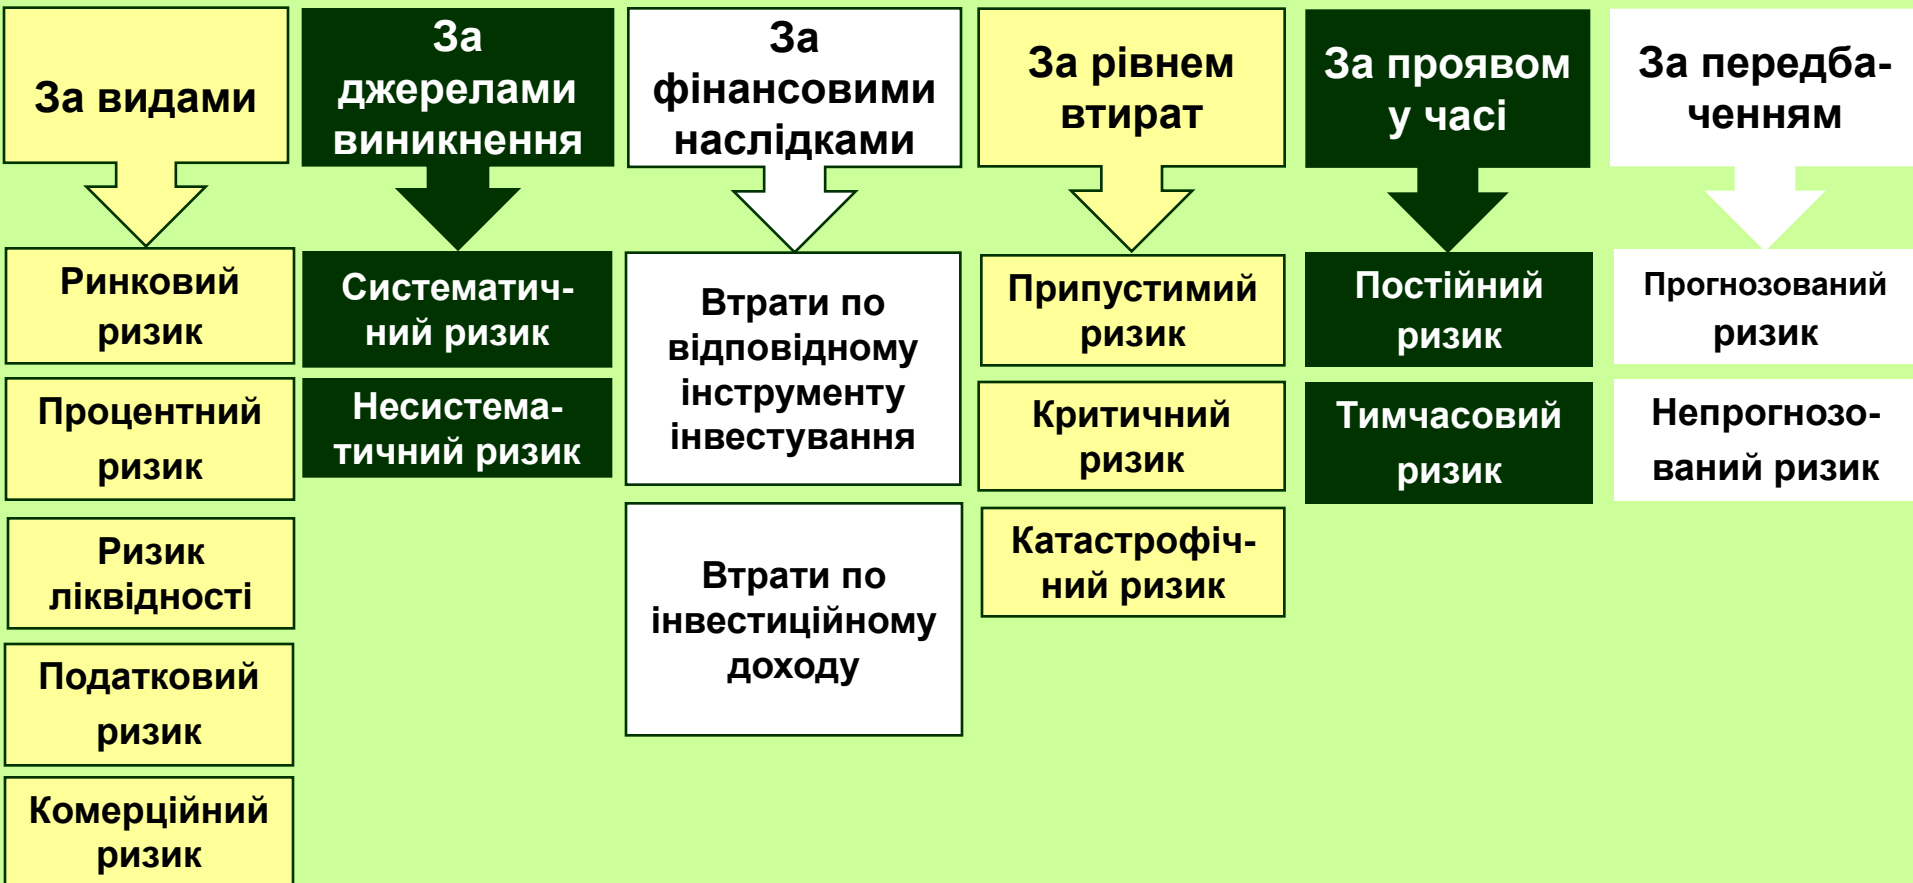 За видами
За
джерелами
виникнення
За
фінансовими
наслідками
За рівнем
втират
За проявом
у часі
За передба-
ченням
Ринковий
ризик
Процентний
ризик
Ризик
ліквідності
Податковий
ризик
Комерційний
ризик
Систематич-
ний ризик
Несистема-
тичний ризик
Втрати по
відповідному
інструменту
інвестування
Втрати по
інвестиційному
доходу
Припустимий
ризик
Критичний
ризик
Катастрофіч-
ний ризик
Постійний
ризик
Тимчасовий
ризик
Прогнозований
ризик
Непрогнозо-
ваний ризик